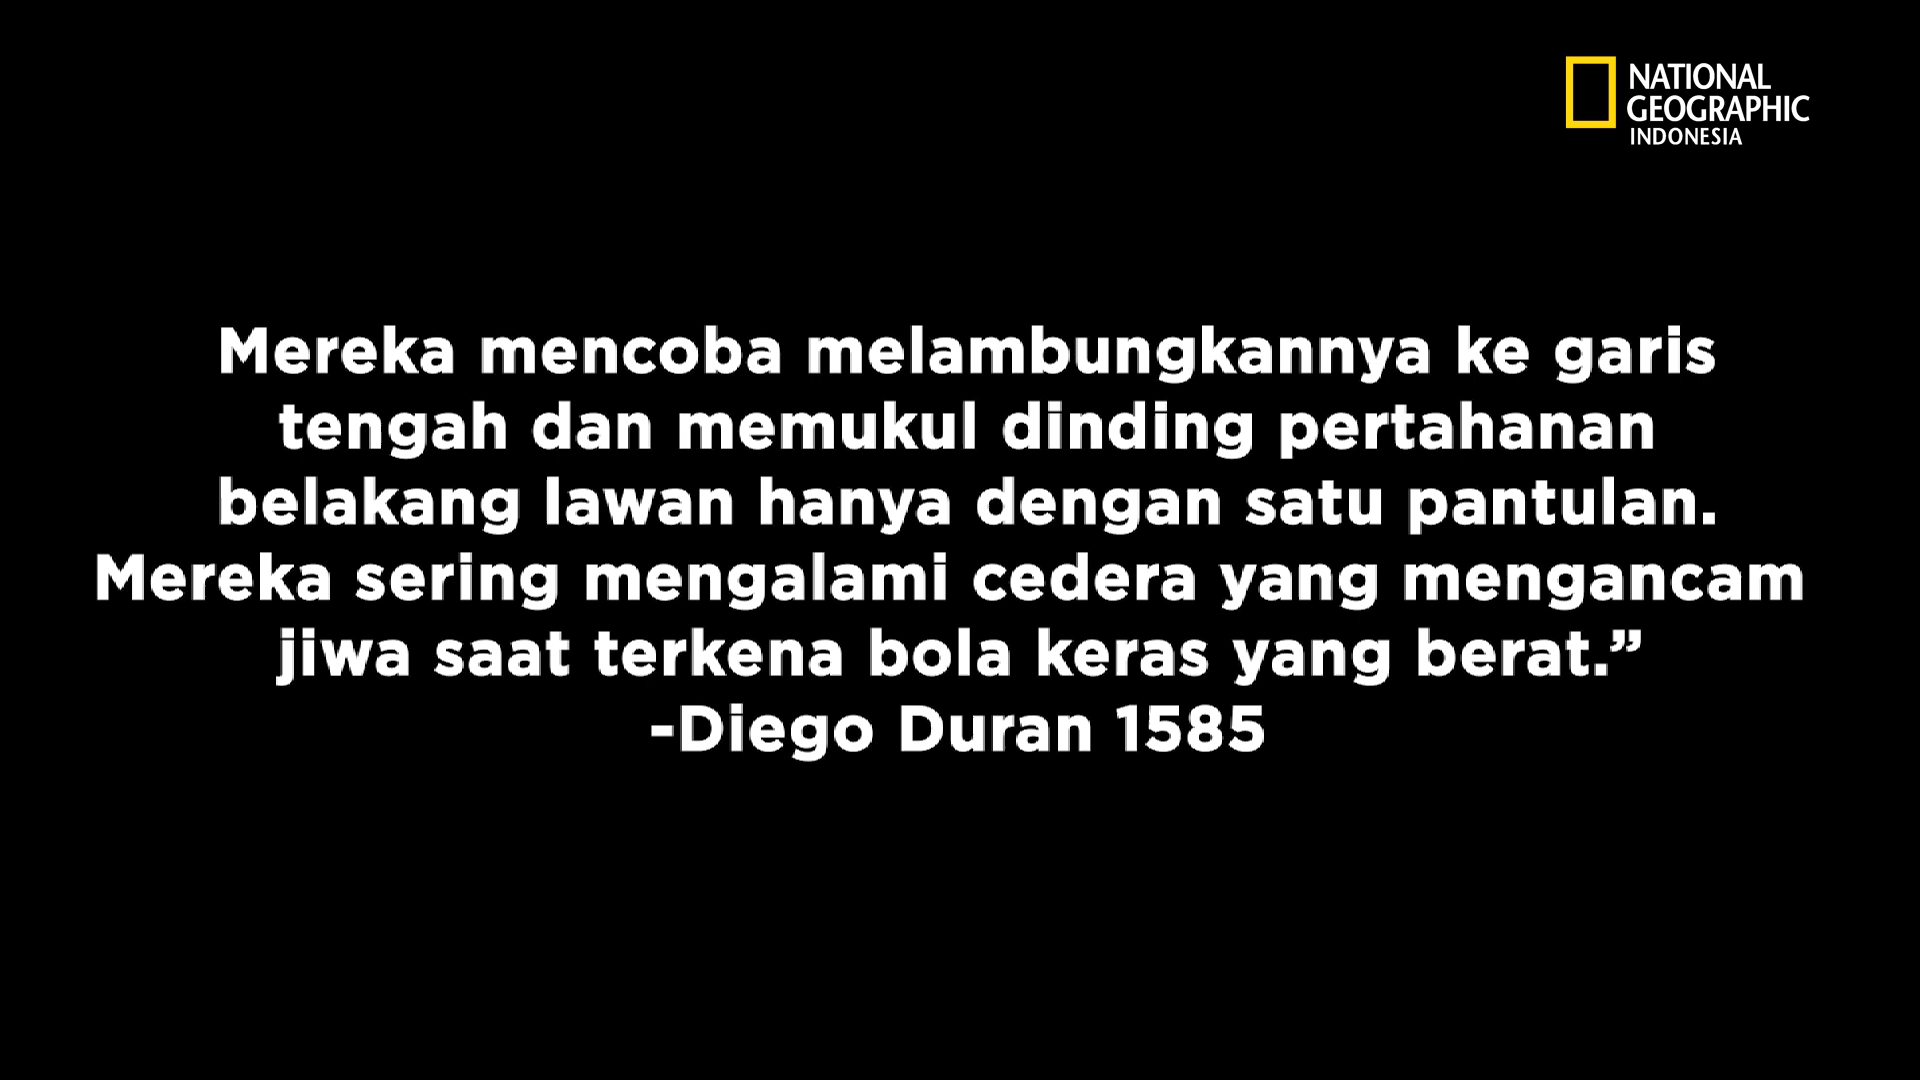 NATIONAL
GEOGRAPHIC
INDONESIA
Mereka mencoba melambungkannya ke garis
tengah dan memukul dinding pertahanan
belakang lawan hanya dengan satu pantulan.
Mereka sering mengalami cedera yang mengancam
jiwa saat terkena bola keras yang berat.”
-Diego Duran 1585